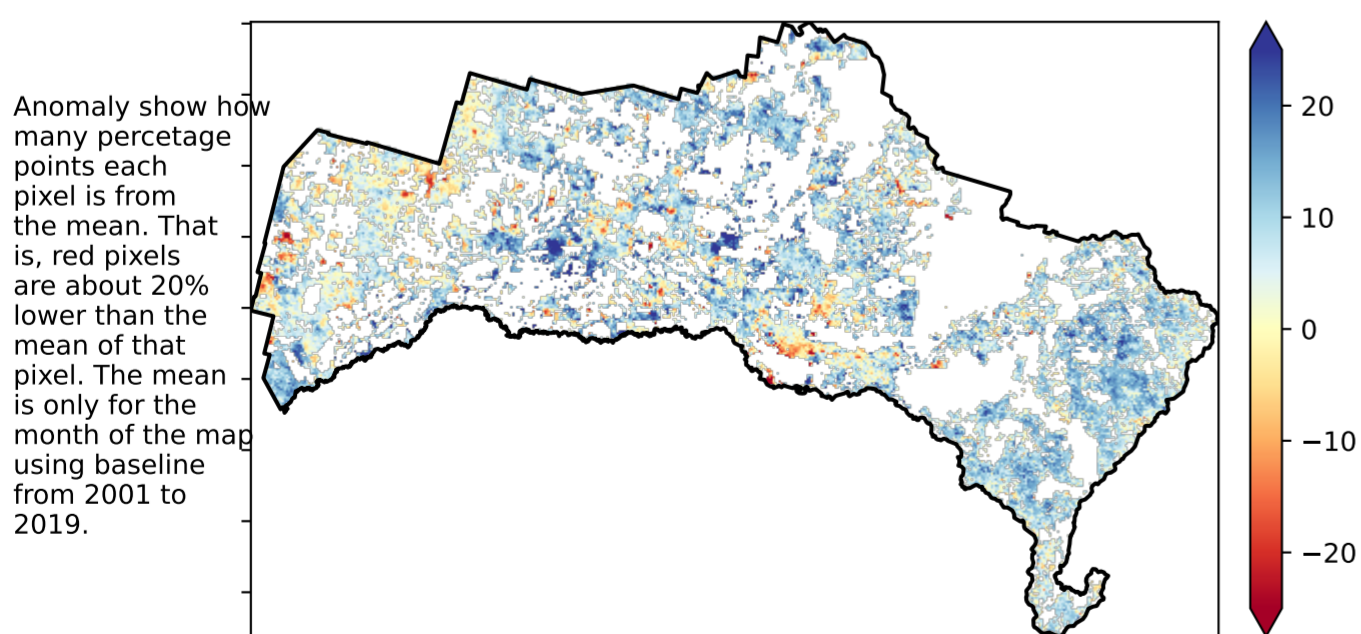 Anomaly show how
many percetage
points each
pixel is from
the mean. That
is, red pixels
are about 20%
lower than the
mean of that
pixel. The mean
is only for the
month of the map
using baseline
from 2001 to
2019.
20
10
0
−10
−20